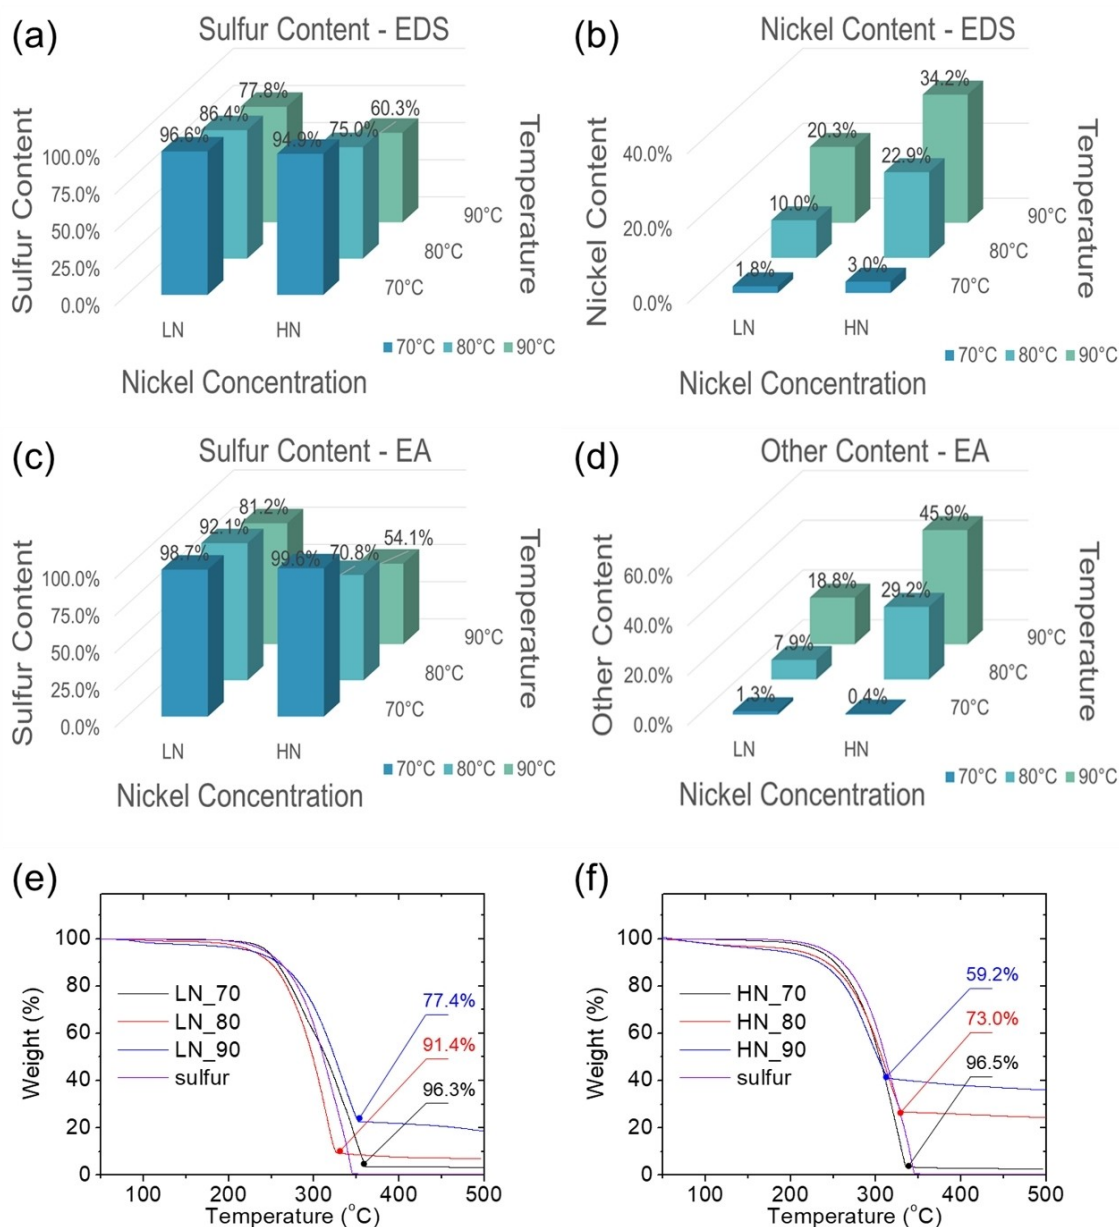 (a)
Sulfur Content - EDS
77.8%
86.4%
96.6%
60.3%
75.0%
94.9%
100.0%
75.0%
50.0%
25.0%
0.0%
Sulfur Content
Temperature
90°C
80°C
70°C
LN
HN
70°C 80°C 90°C
Nickel Concentration
(b)
Nickel Content - EDS
34.2%
20.3%
22.9%
10.0%
1.8%
3.0%
40.0%
20.0%
0.0%
Nickel Content
Temperature
90°C
80°C
70°C
LN
HN
70°C 80°C 90°C
Nickel Concentration
(c)
Sulfur Content - EA
81.2%
92.1%
98.7%
54.1%
70.8%
99.6%
100.0%
75.0%
50.0%
25.0%
0.0%
Sulfur Content
Temperature
90°C
80°C
70°C
LN
HN
70°C 80°C 90°C
Nickel Concentration
(d)
Other Content - EA
45.9%
18.8%
29.2%
7.9%
1.3%
0.4%
60.0%
40.0%
20.0%
0.0%
Other Content
Temperature
90°C
80°C
70°C
LN
HN
70°C 80°C 90°C
Nickel Concentration
(e)
100
80
60
40
20
0
Weight (%)
LN_70
LN_80
LN_90
sulfur
77.4%
91.4%
96.3%
100 200 300 400 500
Temperature (°C)
(f)
100
80
60
40
20
0
Weight (%)
HN_70
HN_80
HN_90
sulfur
59.2%
73.0%
96.5%
100 200 300 400 500
Temperature (°C)